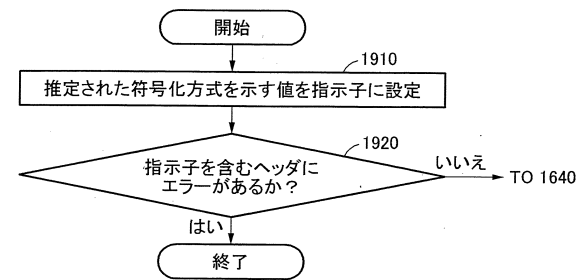 開始
1910
推定された符号化方式を示す値を指示子に設定
1920
指示子を含むヘッダに
エラーがあるか？
いいえ
TO 1640
はい
終了